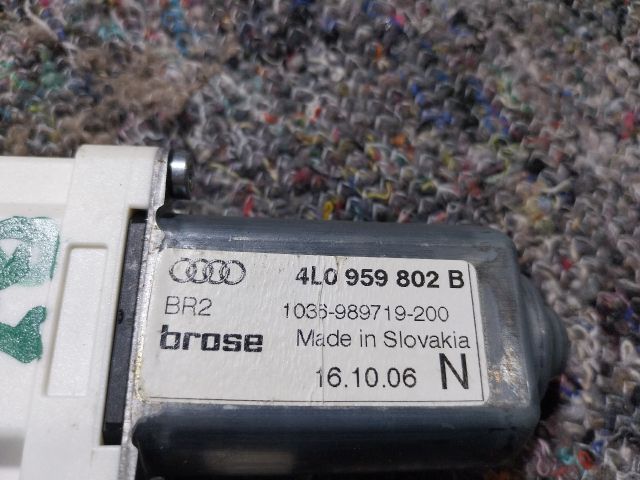 4L0 959 802 B
BR2 1036-989719-200
brose Made in Slovakia
16.10.06 N